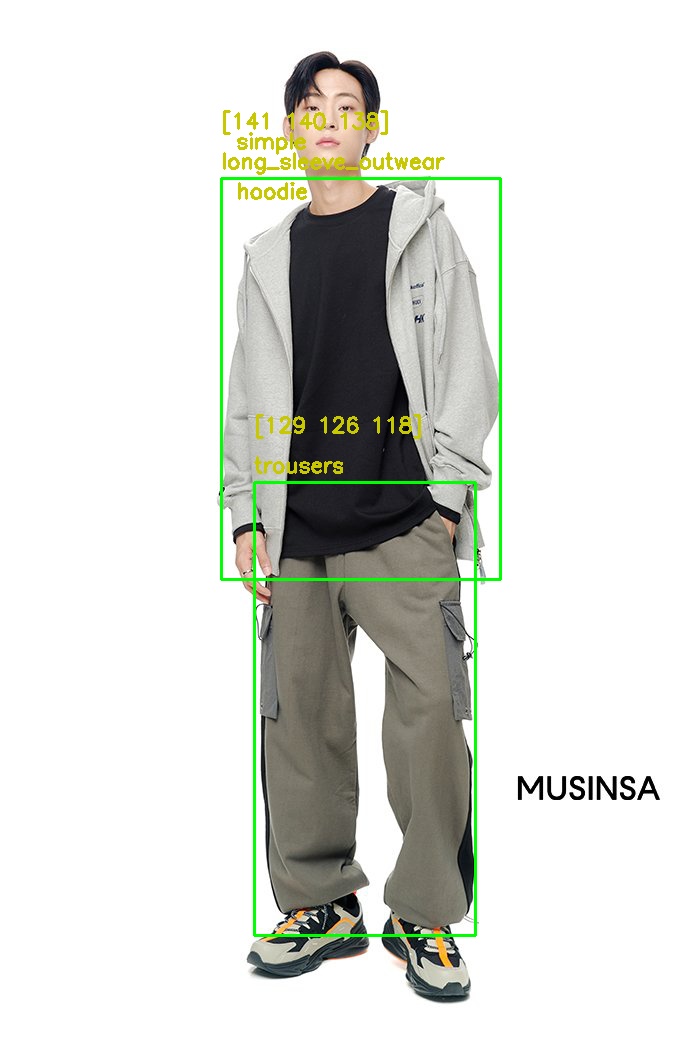 [141 140 138]
simple
long_sleeve_outwear
hoodie
[129 126 118]
trousers
MUSINSA